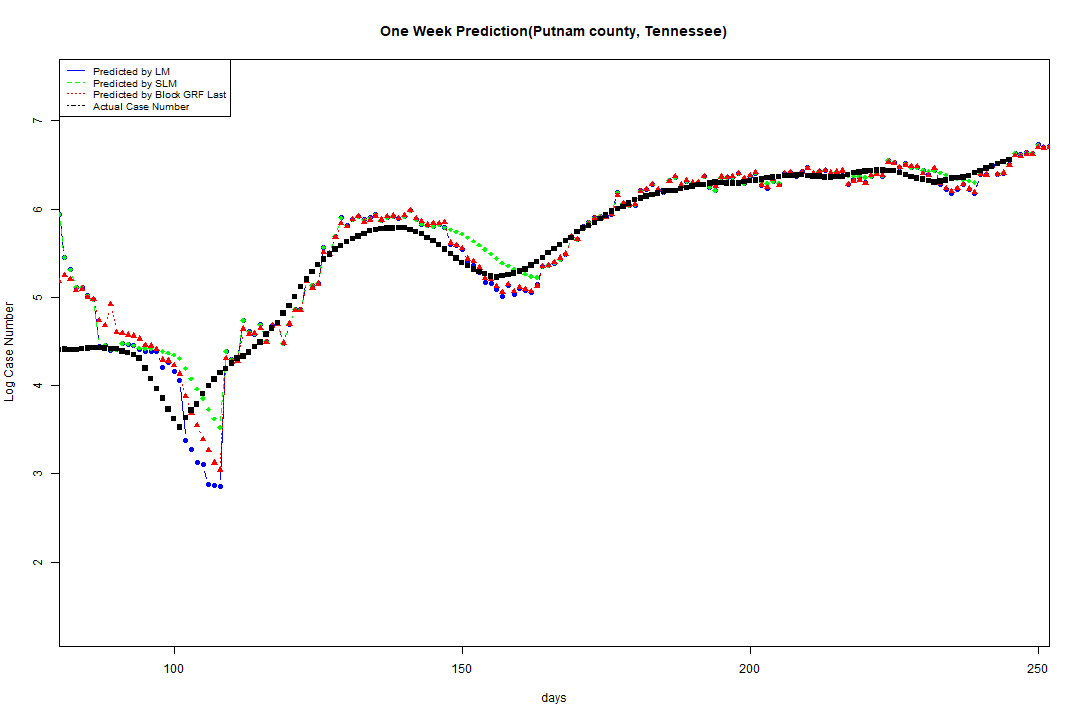 One Week Prediction(Putnam county, Tennessee)
Predicted by LM
Predicted by SLM
Predicted by Block GRF Last
Actual Case Number
Log Case Number
7
6
5
4
3
2
100 150 200 250
days